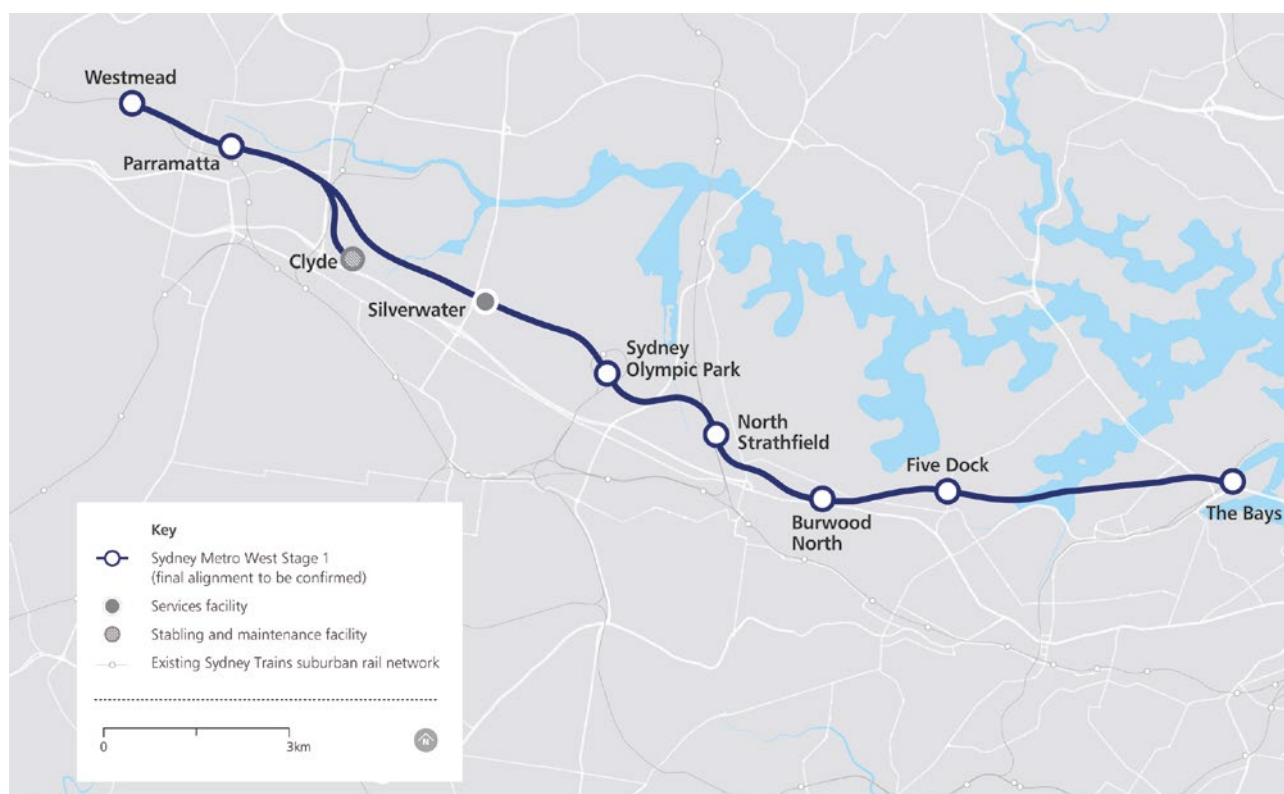 Westmead
Parramatta
Clyde
Silverwater
Sydney
Olympic Park
North
Strathfield
Five Dock
Burwood
North
The Bays
Key
Sydney Metro West Stage 1
(final alignment to be confirmed)
Services facility
Stabling and maintenance facility
Existing Sydney Trains suburban rail network
0
3km
N